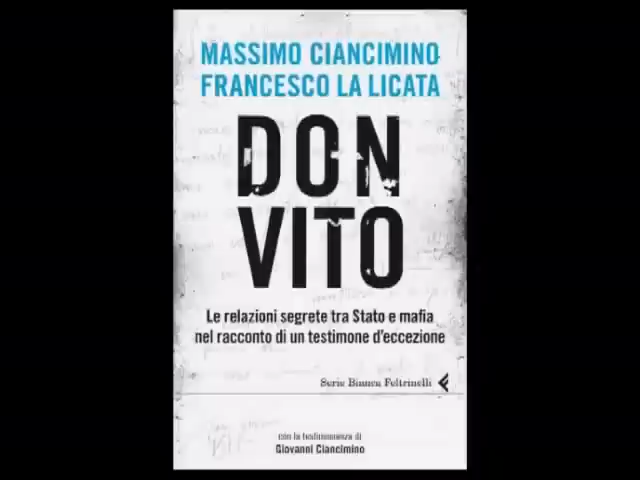 MASSIMO CIANCIMINO
FRANCESCO LA LICATA
DON
VITO
Le relazioni segrete tra Stato e mafia
nel racconto di un testimone d'eccezione
Serie Bianca Feltrinelli
con la testimonianza di
Giovanni Ciancimino